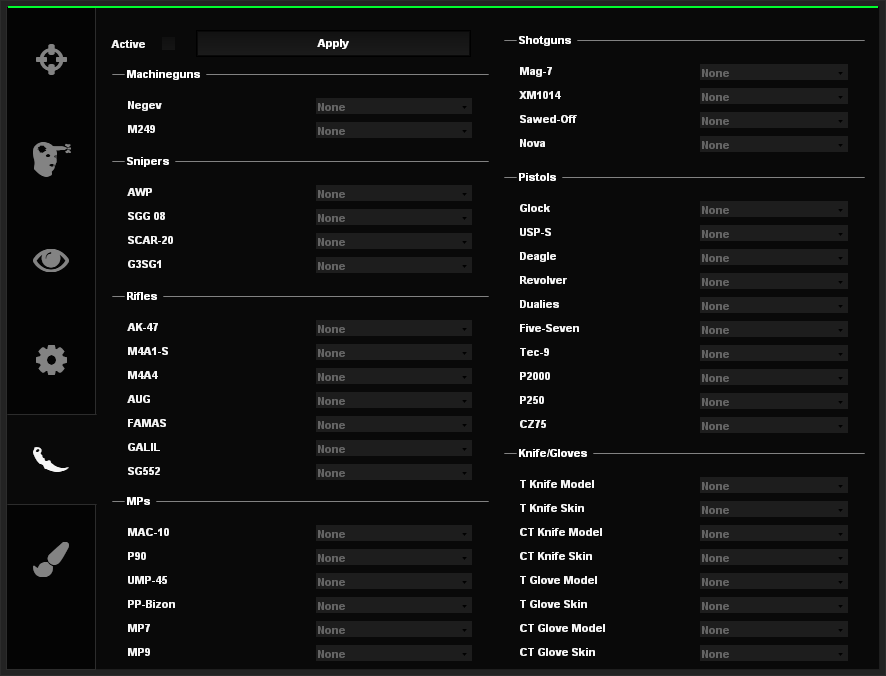 Active
Apply
Machineguns
Negev None
M249 None
Snipers
AWP None
SGG 08 None
SCAR-20 None
G3SG1 None
Rifles
AK-47 None
M4A1-S None
M4A4 None
AUG None
FAMAS None
GALIL None
SG552 None
MPs
MAC-10 None
P90 None
UMP-45 None
PP-Bizon None
MP7 None
MP9 None
Shotguns
Mag-7 None
XM1014 None
Sawed-Off None
Nova None
Pistols
Glock None
USP-S None
Deagle None
Revolver None
Dualies None
Five-Seven None
Tec-9 None
P2000 None
P250 None
CZ75 None
Knife/Gloves
T Knife Model None
T Knife Skin None
CT Knife Model None
CT Knife Skin None
T Glove Model None
T Glove Skin None
CT Glove Model None
CT Glove Skin None